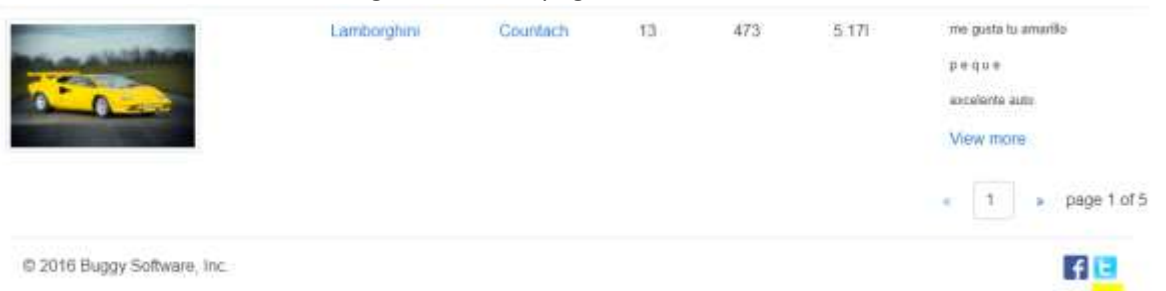 Lamborghini Countach 13 473 5.17l me gusta tu amarillo
p e q u e
excelente auto
View more
« 1 » page 1 of 5
© 2016 Buggy Software, Inc.